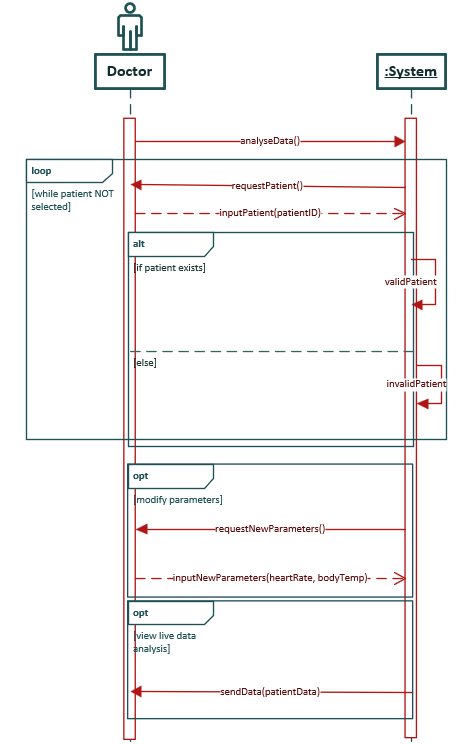 Doctor
:System
analyseData()
loop
[while patient NOT
selected]
requestPatient()
inputPatient(patientID)
alt
[if patient exists]
validPatient
[else]
invalidPatient
opt
[modify parameters]
requestNewParameters()
inputNewParameters(heartRate, bodyTemp)
opt
[view live data
analysis]
sendData(patientData)